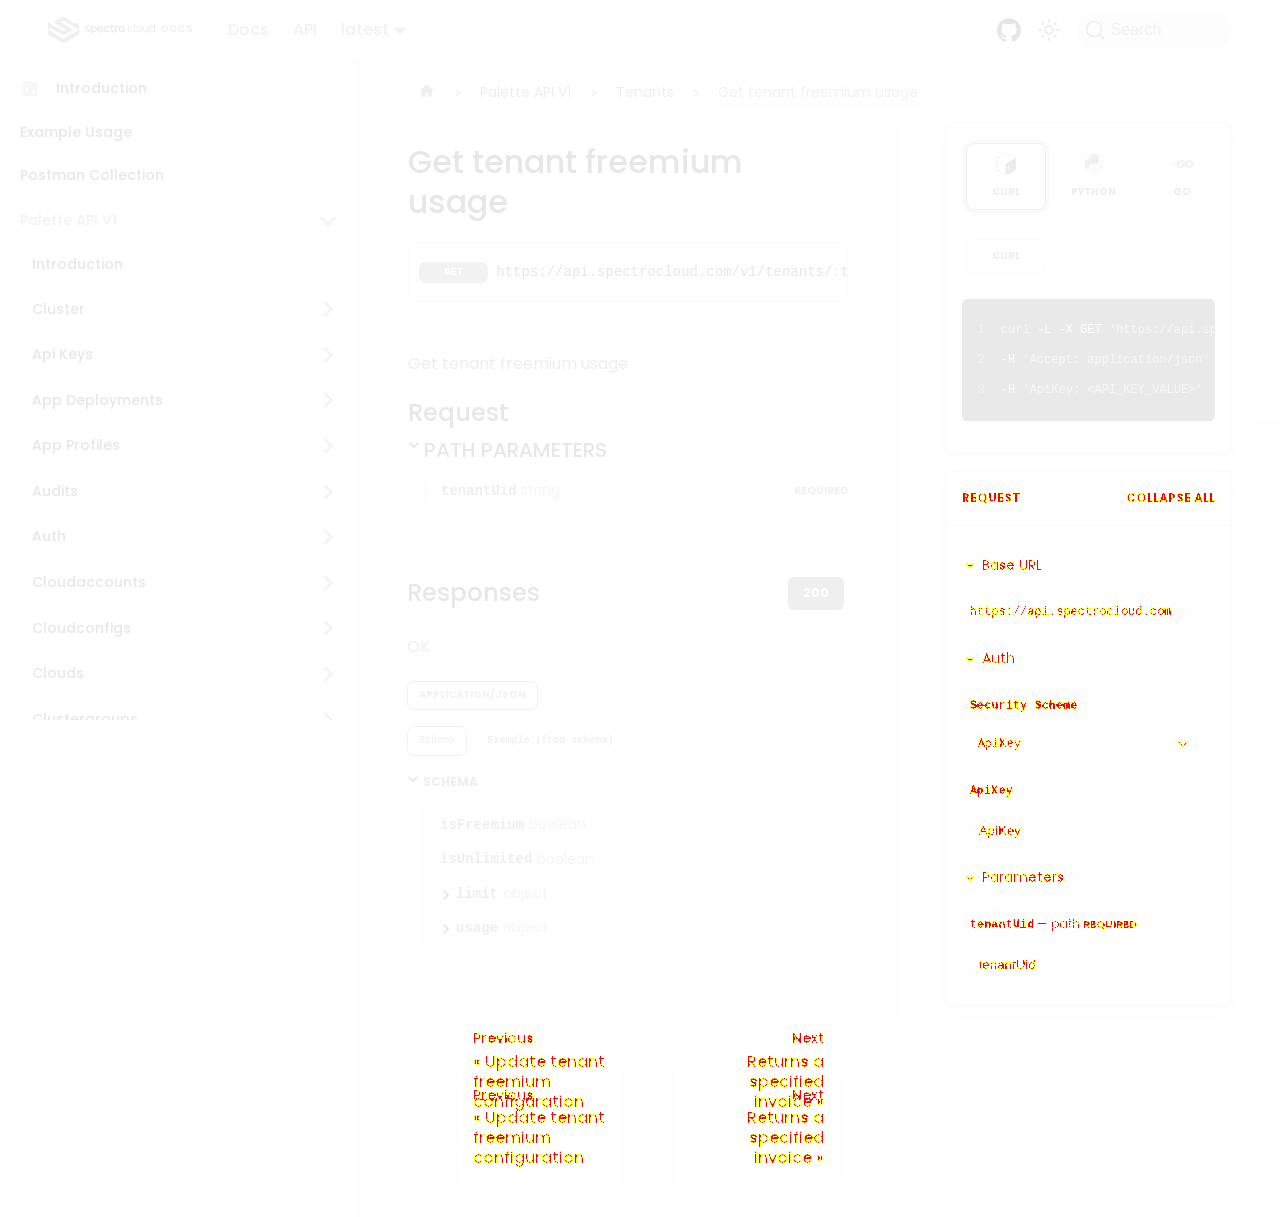 spectro cloud DOCS
Docs
API
latest
Search
Introduction
Example Usage
Postman Collection
Palette API V1
Introduction
Cluster
Api Keys
App Deployments
App Profiles
Audits
Auth
Cloudaccounts
Cloudconfigs
Clouds
Clustergroups
Palette API V1
Tenants
Get tenant freemium usage
Get tenant freemium
usage
GET https://api.spectrocloud.com/v1/tenants/:t
Get tenant freemium usage
Request
PATH PARAMETERS
tenantUid string REQUIRED
Responses
200
OK
APPLICATION/JSON
Schema
Example (from schema)
SCHEMA
isFreemium boolean
isUnlimited boolean
limit object
usage object
Previous
« Update tenant
freemium
configuration
Next
Returns a
specified
invoice »
Previous
« Update tenant
freemium
configuration
Next
Returns a
specified
invoice »
CURL
PYTHON
GO
CURL
1 curl -L -X GET 'https://api.sp
2 -H 'Accept: application/json'
3 -H 'ApiKey: <API_KEY_VALUE>'
REQUEST
COLLAPSE ALL
Base URL
https://api.spectrocloud.com
Auth
Security Scheme
ApiKey
ApiKey
ApiKey
Parameters
tenantUid — path REQUIRED
tenantUid